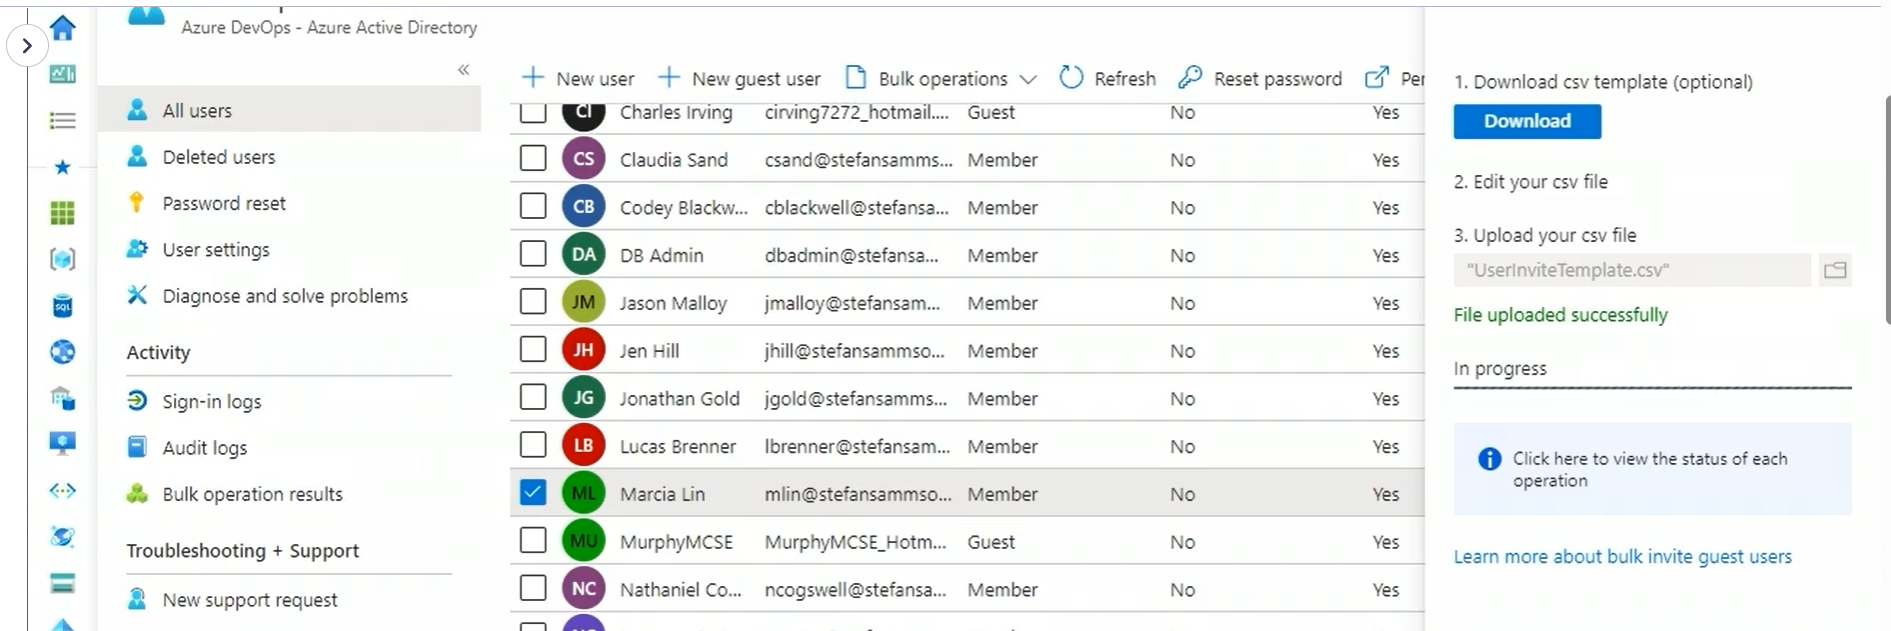 Azure DevOps - Azure Active Directory
«
New user
New guest user
Bulk operations
Refresh
Reset password
Per
All users
Deleted users
Password reset
User settings
Diagnose and solve problems
Activity
Sign-in logs
Audit logs
Bulk operation results
Troubleshooting + Support
New support request
SQL
CI Charles Irving cirving7272_hotmail.... Guest No Yes
CS Claudia Sand csand@stefansamms... Member No Yes
CB Codey Blackw... cblackwell@stefansa... Member No Yes
DA DB Admin dbadmin@stefansa... Member No Yes
JM Jason Malloy jmalloy@stefansam... Member No Yes
JH Jen Hill jhill@stefansammso... Member No Yes
JG Jonathan Gold jgold@stefansamms... Member No Yes
LB Lucas Brenner lbrenner@stefansam... Member No Yes
ML Marcia Lin mlin@stefansammso... Member No Yes
MU MurphyMCSE MurphyMCSE_Hotm... Guest No Yes
NC Nathaniel Co... ncogswell@stefansa... Member No Yes
1. Download csv template (optional)
Download
2. Edit your csv file
3. Upload your csv file
"UserInviteTemplate.csv"
File uploaded successfully
In progress
Click here to view the status of each
operation
Learn more about bulk invite guest users